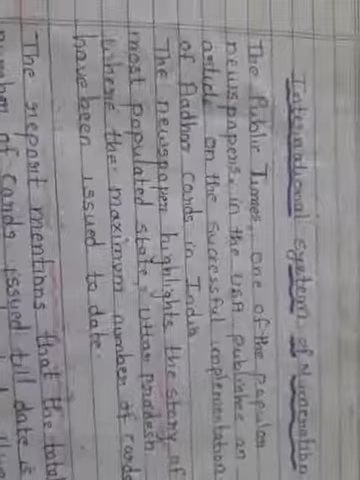 International system of Numeration
The Public Times, one of the popular
newspapers, in the USA publishes an
article on the successful implementation
of Aadhar cards in India
The newspaper highlights the story of
most populated state, Uttar Pradesh
where the maximum number of cards
have been issued to date.
The report mentions that the total
number of cards issued till date is